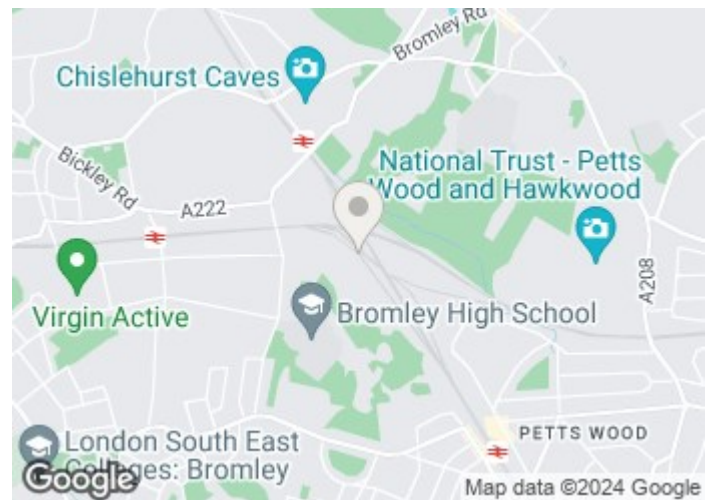 Bromley Rd
Chislehurst Caves
Bickley Rd
National Trust - Petts
Wood and Hawkwood
A222
A208
Virgin Active
Bromley High School
London South East
Colleges: Bromley
PETTS WOOD
Google
Map data ©2024 Google